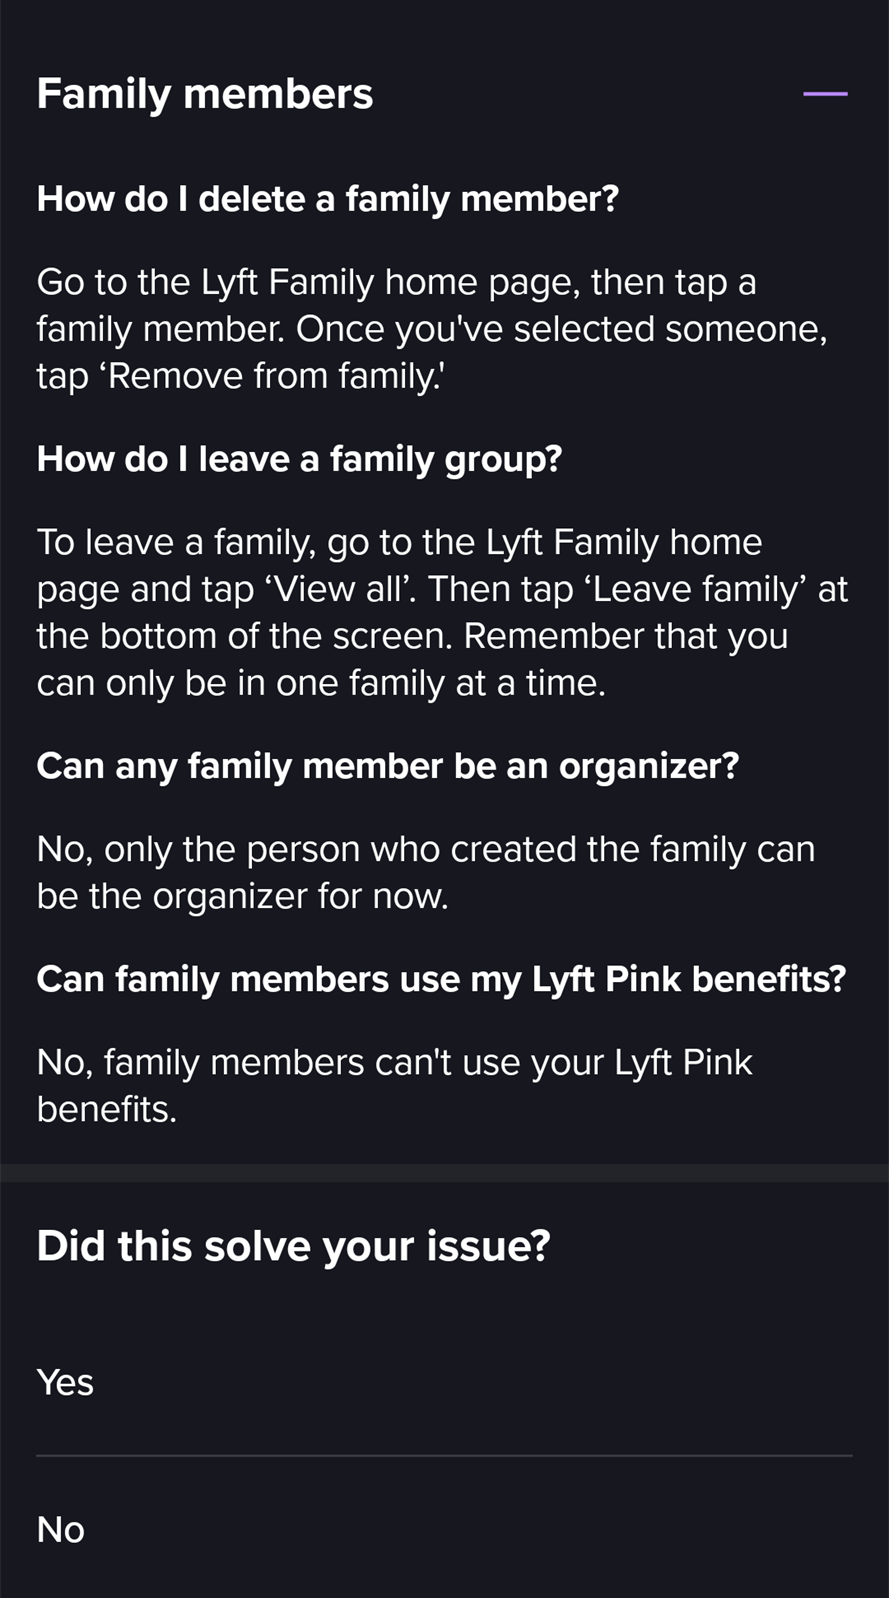 Family members
How do I delete a family member?
Go to the Lyft Family home page, then tap a
family member. Once you've selected someone,
tap ‘Remove from family.'
How do I leave a family group?
To leave a family, go to the Lyft Family home
page and tap ‘View all’. Then tap ‘Leave family’ at
the bottom of the screen. Remember that you
can only be in one family at a time.
Can any family member be an organizer?
No, only the person who created the family can
be the organizer for now.
Can family members use my Lyft Pink benefits?
No, family members can't use your Lyft Pink
benefits.
Did this solve your issue?
Yes
No